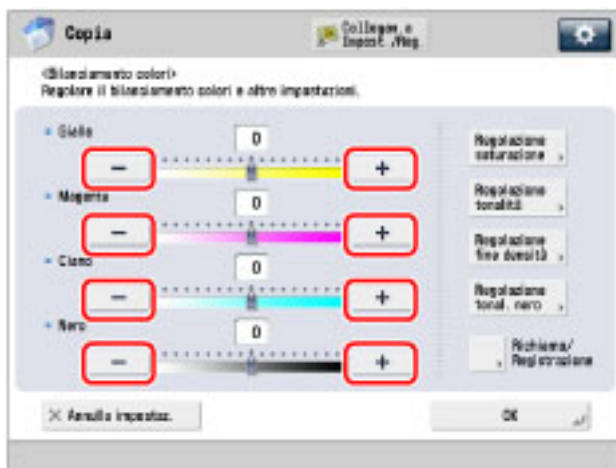 Copia
Collegam. a
Impost./Reg.
<Bilanciamento colori>
Regolare il bilanciamento colori e altre impostazioni.
Giallo
0
− +
Magenta
0
− +
Ciano
0
− +
Nero
0
− +
Regolazione
saturazione
Regolazione
tonalità
Regolazione
fine densità
Regolazione
tonal. nero
Richiama/
Registrazione
× Annulla impostaz.
OK